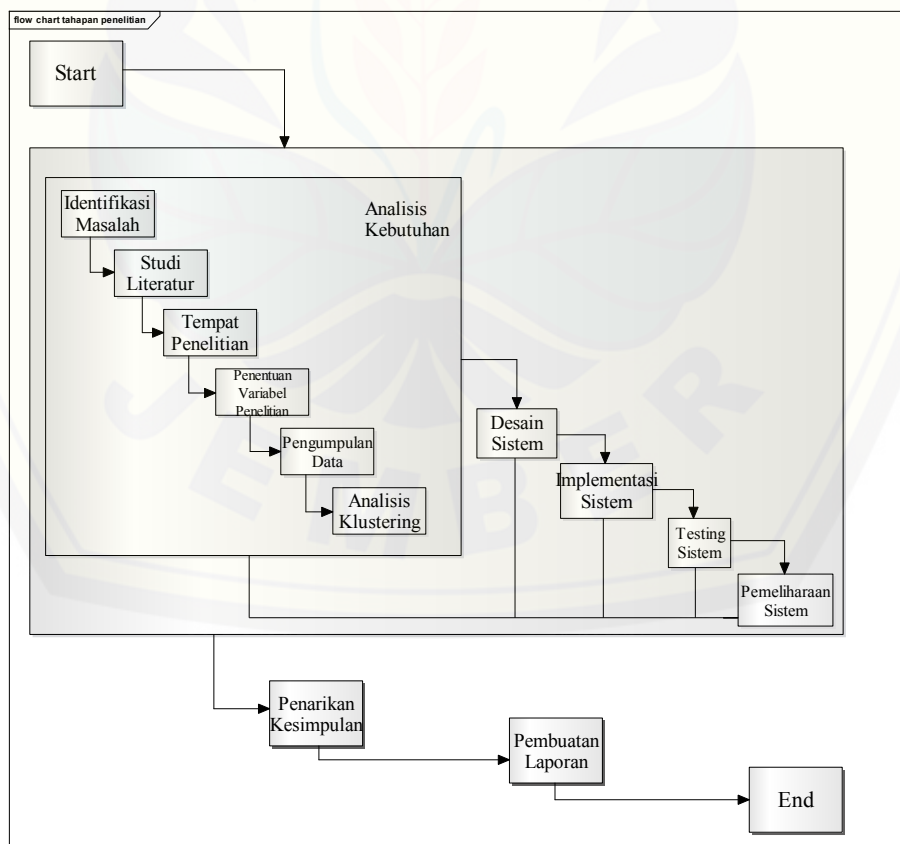 flow chart tahapan penelitian
Start
Identifikasi
Masalah
Analisis
Kebutuhan
Studi
Literatur
Tempat
Penelitian
Penentuan
Variabel
Penelitian
Pengumpulan
Data
Analisis
Klustering
Desain
Sistem
Implementasi
Sistem
Testing
Sistem
Pemeliharaan
Sistem
Penarikan
Kesimpulan
Pembuatan
Laporan
End
JEMBER